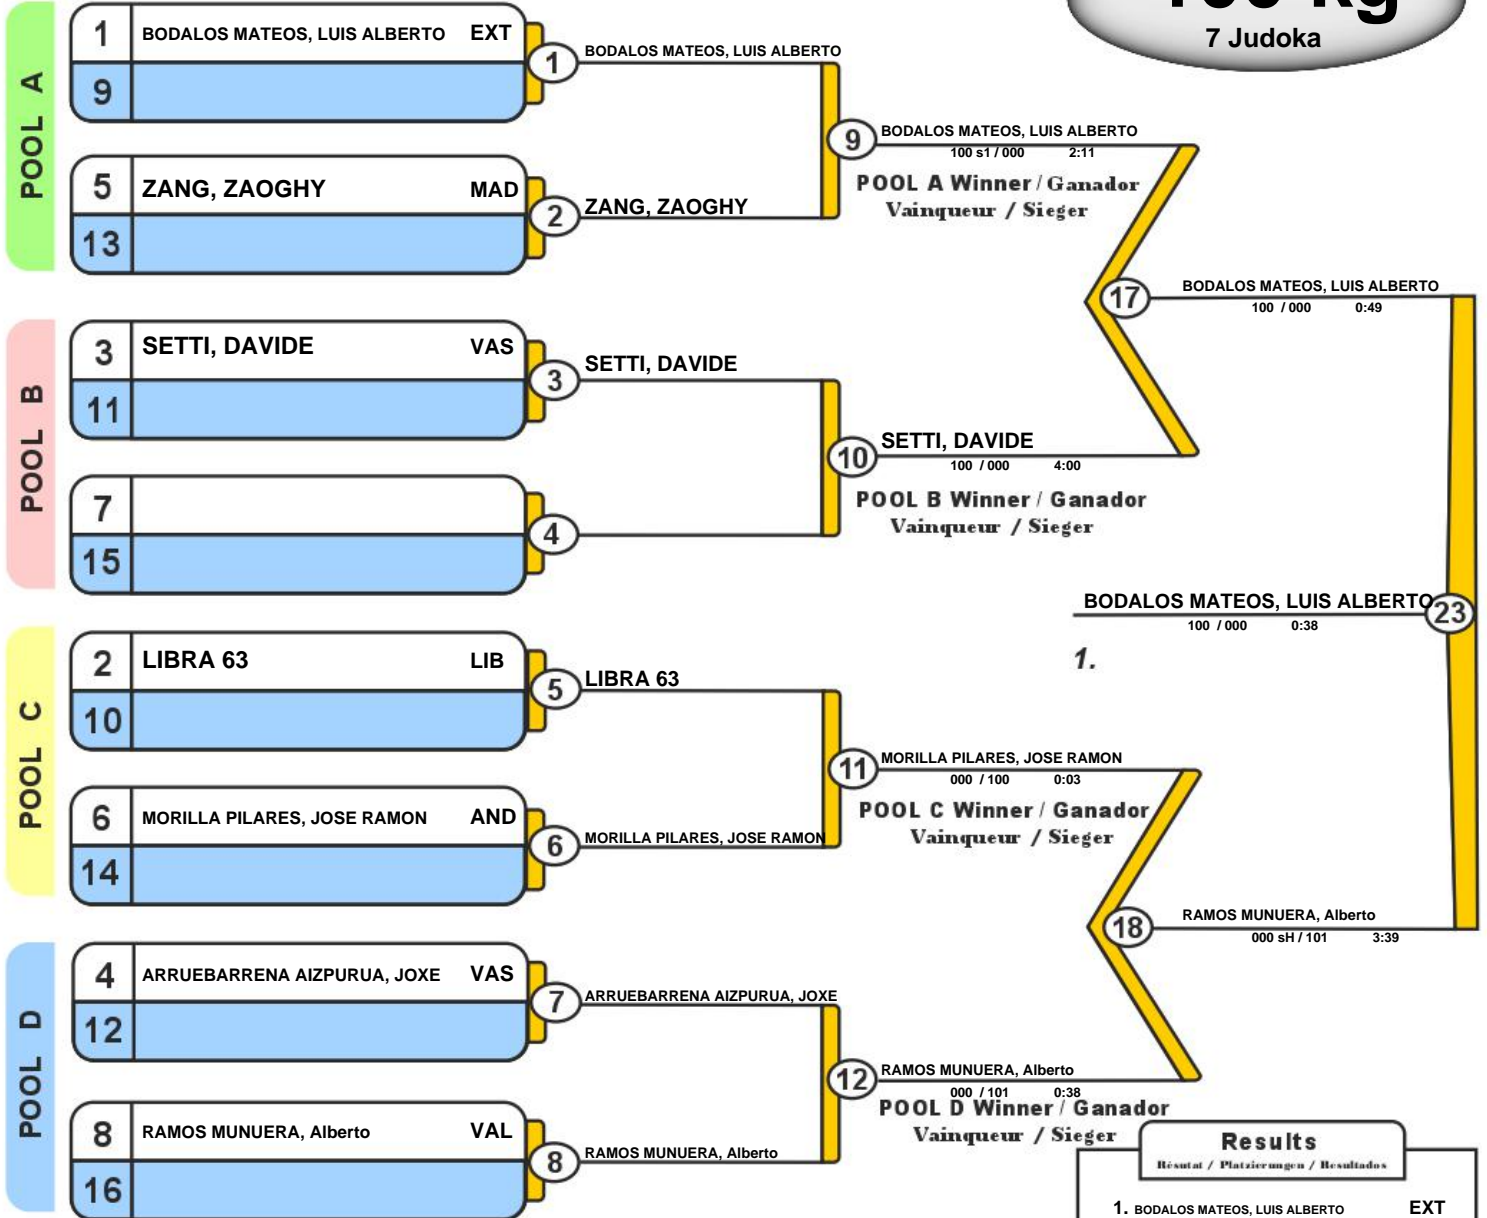 7 Judoka
POOL A
1 BODALOS MATEOS, LUIS ALBERTO EXT
9
1
BODALOS MATEOS, LUIS ALBERTO
5 ZANG, ZAOGHY MAD
13
2
ZANG, ZAOGHY
9
BODALOS MATEOS, LUIS ALBERTO
100 s1 / 000 2:11
POOL A Winner / Ganador
Vainqueur / Sieger
POOL B
3 SETTI, DAVIDE VAS
11
3
SETTI, DAVIDE
7
15
4
10
SETTI, DAVIDE
100 / 000 4:00
POOL B Winner / Ganador
Vainqueur / Sieger
17
BODALOS MATEOS, LUIS ALBERTO
100 / 000 0:49
POOL C
2 LIBRA 63 LIB
10
5
LIBRA 63
6 MORILLA PILARES, JOSE RAMON AND
14
6
MORILLA PILARES, JOSE RAMON
11
MORILLA PILARES, JOSE RAMON
000 / 100 0:03
POOL C Winner / Ganador
Vainqueur / Sieger
POOL D
4 ARRUEBARRENA AIZPURUA, JOXE VAS
12
7
ARRUEBARRENA AIZPURUA, JOXE
8 RAMOS MUNUERA, Alberto VAL
16
8
RAMOS MUNUERA, Alberto
12
RAMOS MUNUERA, Alberto
000 / 101 0:38
POOL D Winner / Ganador
Vainqueur / Sieger
18
RAMOS MUNUERA, Alberto
000 sH / 101 3:39
BODALOS MATEOS, LUIS ALBERTO 23
100 / 000 0:38
1.
Results
Résutat / Platzierungen / Resultados
1. BODALOS MATEOS, LUIS ALBERTO EXT